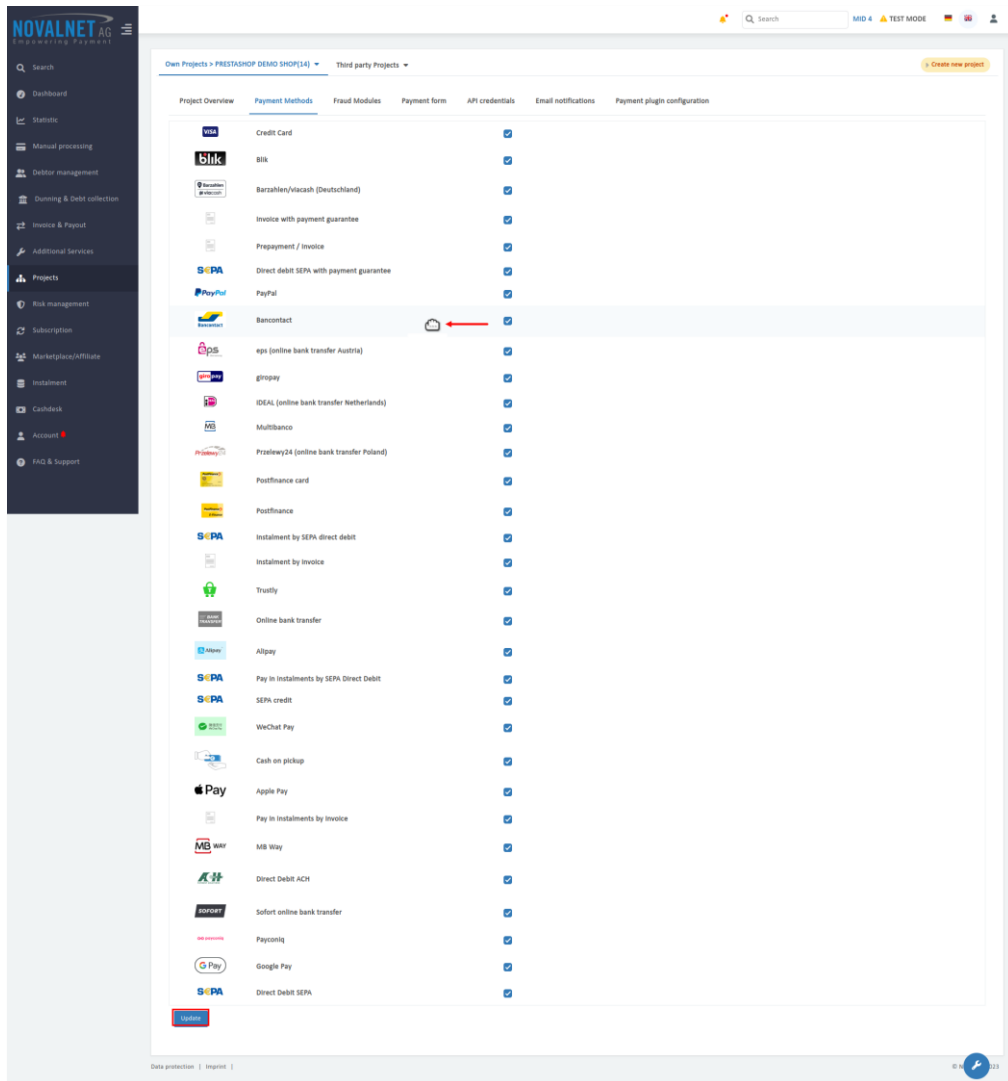 NOVALNET AG
Empowering Payment
MID 4 TEST MODE
Search
Search
Dashboard
Statistic
Manual processing
Debtor management
Dunning & Debt collection
Invoice & Payout
Additional Services
Projects
Risk management
Subscription
Marketplace/Affiliate
Instalment
Cashdesk
Account
FAQ & Support
Own Projects > PRESTASHOP DEMO SHOP(14) Third party Projects
Create new project
Project Overview Payment Methods Fraud Modules Payment form API credentials Email notifications Payment plugin configuration
VISA Credit Card
blik Blik
Barzahlen viacash Barzahlen/viacash (Deutschland)
Invoice with payment guarantee
Prepayment / Invoice
SEPA Direct debit SEPA with payment guarantee
PayPal PayPal
Bancontact Bancontact
eps eps (online bank transfer Austria)
giropay giropay
iD IDEAL (online bank transfer Netherlands)
MB Multibanco
Przelewy24 Przelewy24 (online bank transfer Poland)
Postfinance card
Postfinance
SEPA Instalment by SEPA direct debit
Instalment by invoice
Trustly
BANK TRANSFER Online bank transfer
Alipay Alipay
SEPA Pay in instalments by SEPA Direct Debit
SEPA SEPA credit
WeChat Pay
Cash on pickup
Pay Apple Pay
Pay in instalments by invoice
MB WAY MB Way
ACH Direct Debit ACH
SOFORT Sofort online bank transfer
Payconiq
G Pay Google Pay
SEPA Direct Debit SEPA
Update
Data protection | Imprint |